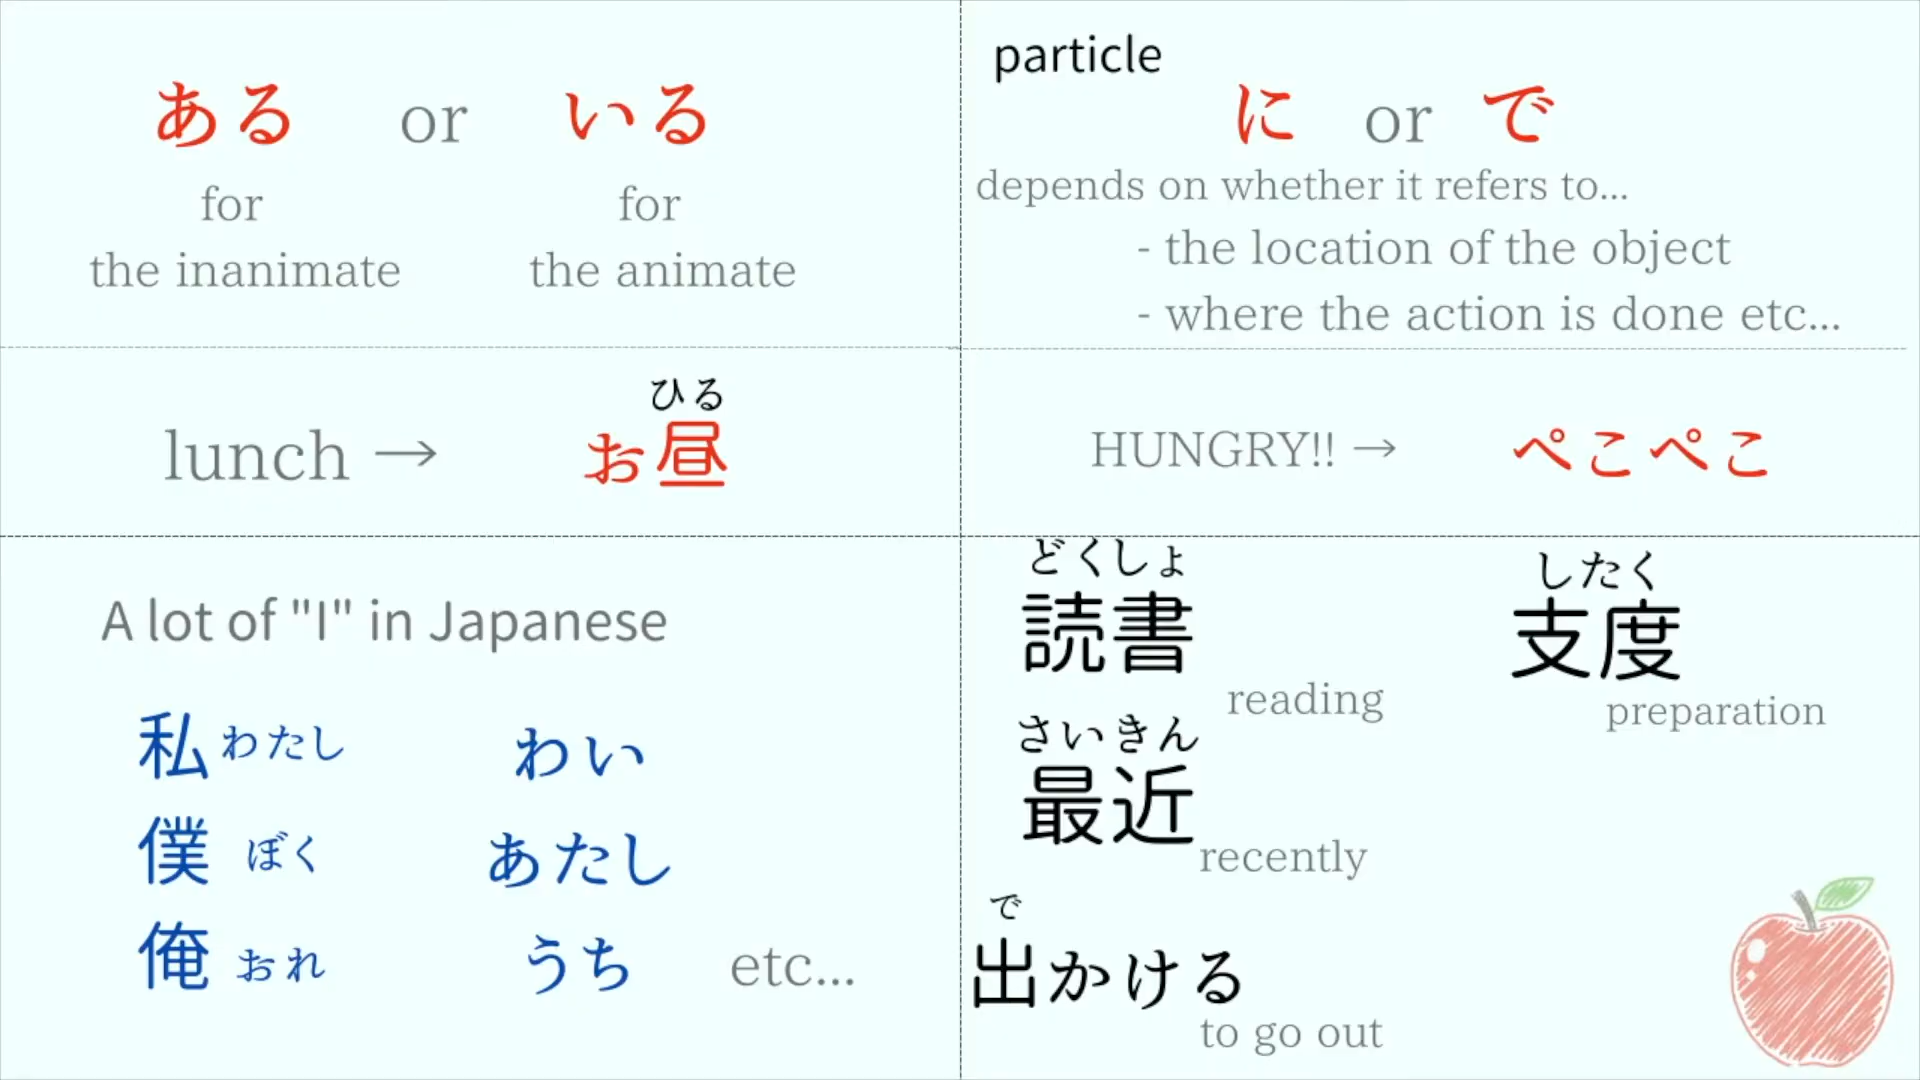 ある or いる
for for
the inanimate the animate
particle
に or で
depends on whether it refers to...
- the location of the object
- where the action is done etc...
ひる
lunch → お昼
HUNGRY!! → ぺこぺこ
A lot of "I" in Japanese
私 わたし わい
僕 ぼく あたし
俺 おれ うち etc...
どくしょ したく
読書 支度
reading preparation
さいきん
最近
recently
で
出かける
to go out